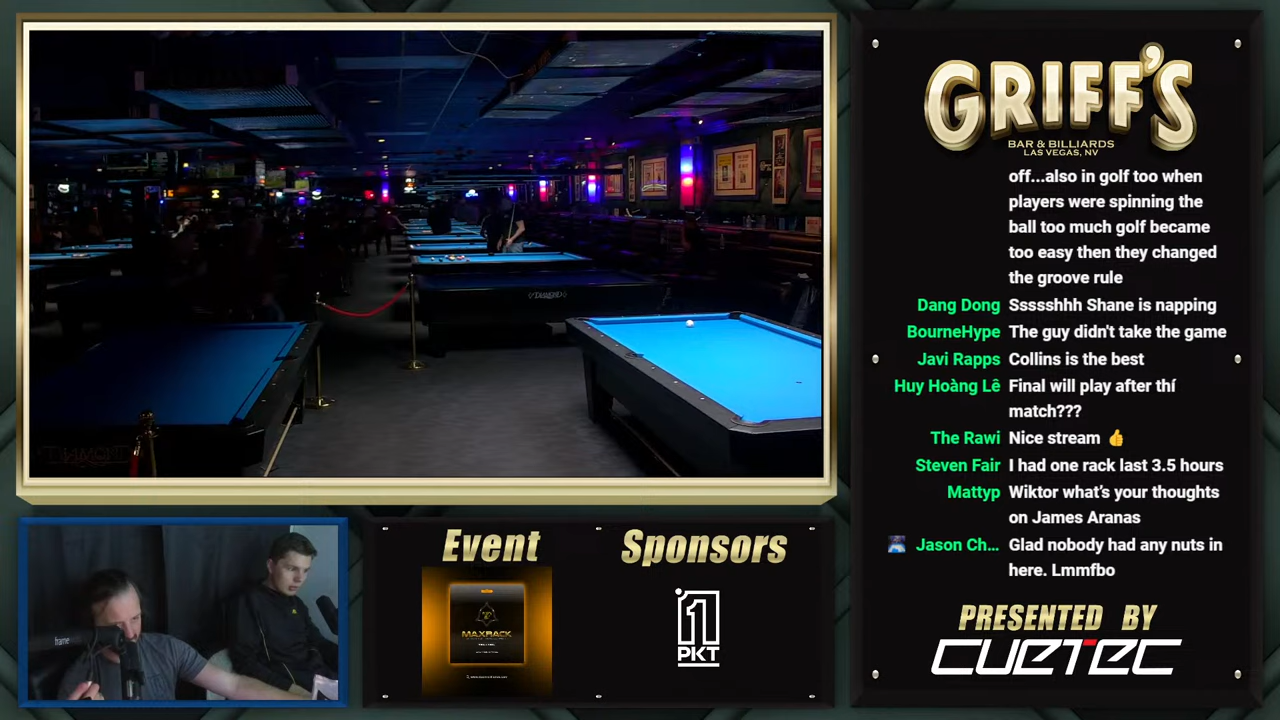 GRIFF'S
BAR & BILLIARDS
LAS VEGAS, NV
off...also in golf too when
players were spinning the
ball too much golf became
too easy then they changed
the groove rule
Dang Dong Ssssshhh Shane is napping
BourneHype The guy didn't take the game
Javi Rapps Collins is the best
Huy Hoàng Lê Final will play after thí
match???
The Rawi Nice stream 👍
Steven Fair I had one rack last 3.5 hours
Mattyp Wiktor what's your thoughts
on James Aranas
Jason Ch... Glad nobody had any nuts in
here. Lmmfbo
PRESENTED BY
CUETEC
DIAMOND
DIAMOND
frame
Event Sponsors
MAXRACK
1
PKT